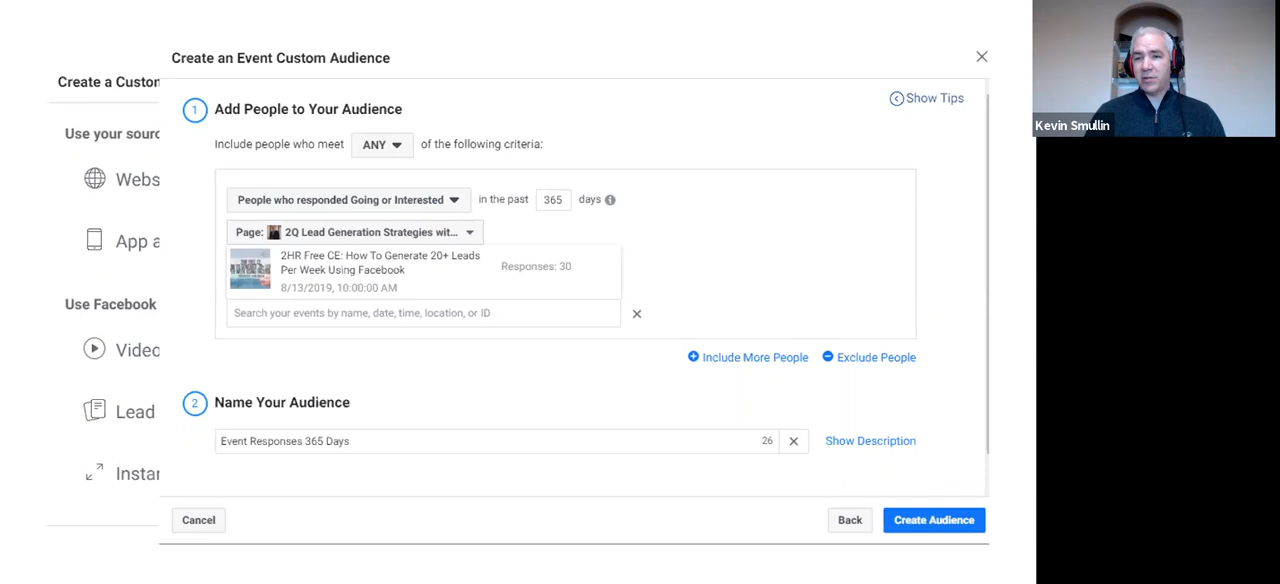 Create an Event Custom Audience
Create a Custon
Show Tips
1 Add People to Your Audience
Use your sourc
Include people who meet ANY of the following criteria:
Webs
People who responded Going or Interested in the past 365 days
App a
Page: 2Q Lead Generation Strategies wit...
2HR Free CE: How To Generate 20+ Leads
Per Week Using Facebook
Responses: 30
8/13/2019, 10:00:00 AM
Use Facebook
Search your events by name, date, time, location, or ID
Video
Include More People Exclude People
2 Name Your Audience
Lead
Event Responses 365 Days 26 Show Description
Instar
Cancel Back Create Audience
Kevin Smullin